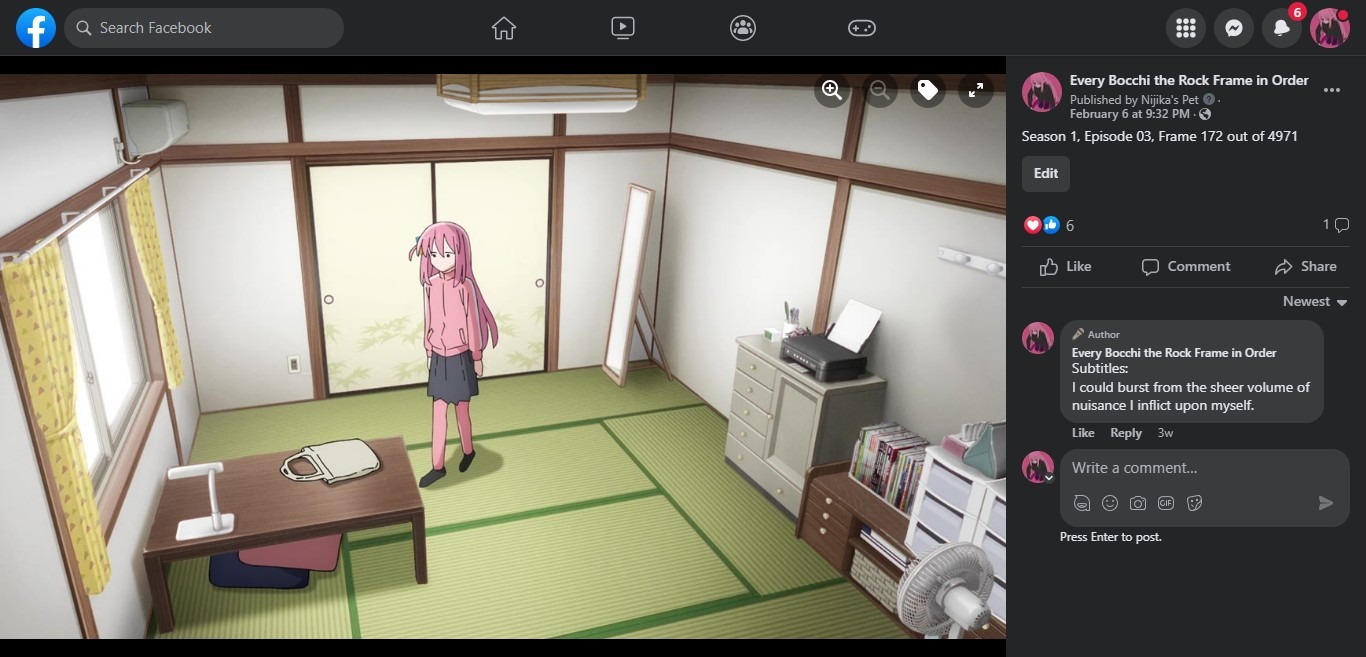 Search Facebook
6
Every Bocchi the Rock Frame in Order
Published by Nijika's Pet ·
February 6 at 9:32 PM ·
Season 1, Episode 03, Frame 172 out of 4971
Edit
6
1
Like
Comment
Share
Newest
Author
Every Bocchi the Rock Frame in Order
Subtitles:
I could burst from the sheer volume of
nuisance I inflict upon myself.
Like Reply 3w
Write a comment...
GIF
Press Enter to post.